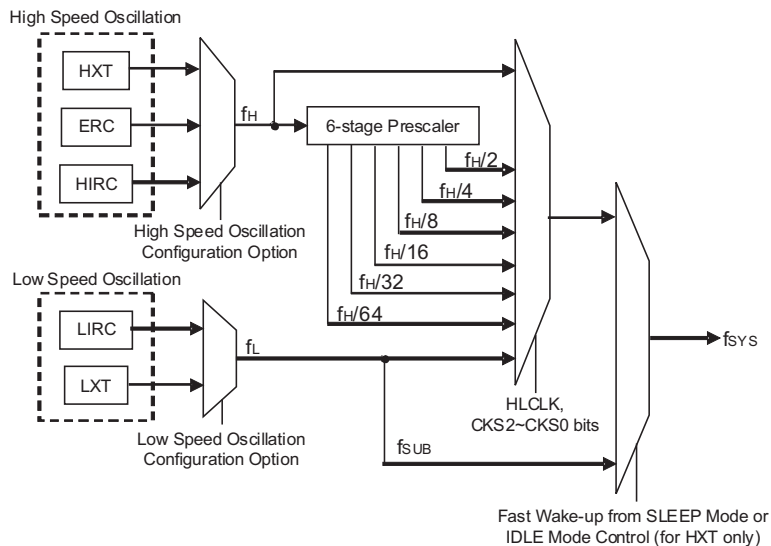 High Speed Oscillation
HXT
ERC
HIRC
fH
6-stage Prescaler
fH/2
fH/4
fH/8
fH/16
fH/32
fH/64
High Speed Oscillation
Configuration Option
Low Speed Oscillation
LIRC
LXT
fL
fSUB
Low Speed Oscillation
Configuration Option
HLCLK,
CKS2~CKS0 bits
fSYS
Fast Wake-up from SLEEP Mode or
IDLE Mode Control (for HXT only)